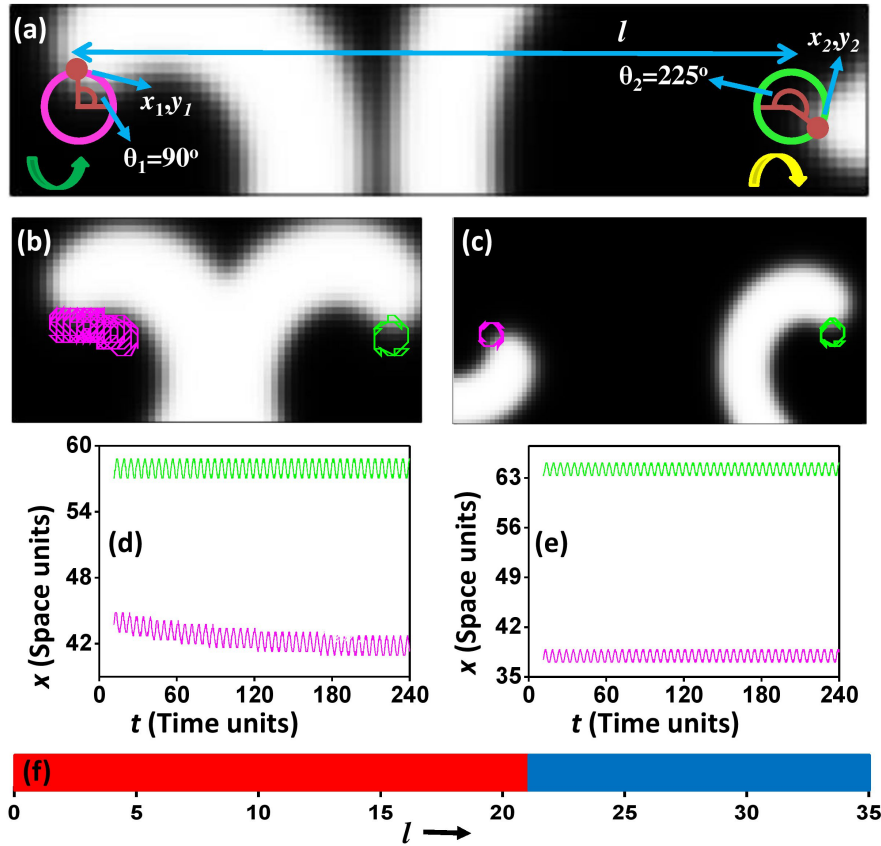 (a)
l
x₂,y₂
θ₂=225°
x₁,y₁
θ₁=90°
(b)
(c)
60
54
48
42
0
60
120
180
240
x (Space units)
t (Time units)
(d)
63
56
49
42
35
0
60
120
180
240
x (Space units)
t (Time units)
(e)
(f)
0
5
10
15
20
25
30
35
l